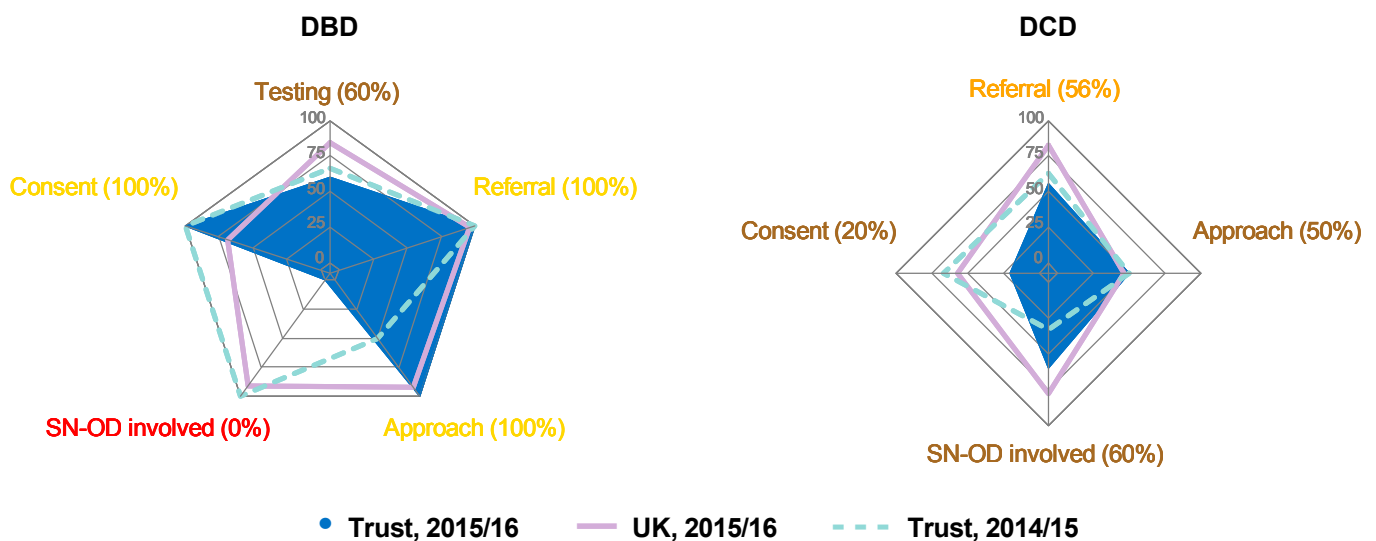 DBD
Testing (60%)
100
75
50
25
0
Consent (100%)
Referral (100%)
SN-OD involved (0%)
Approach (100%)
DCD
Referral (56%)
100
75
50
25
0
Consent (20%)
Approach (50%)
SN-OD involved (60%)
Trust, 2015/16
UK, 2015/16
Trust, 2014/15